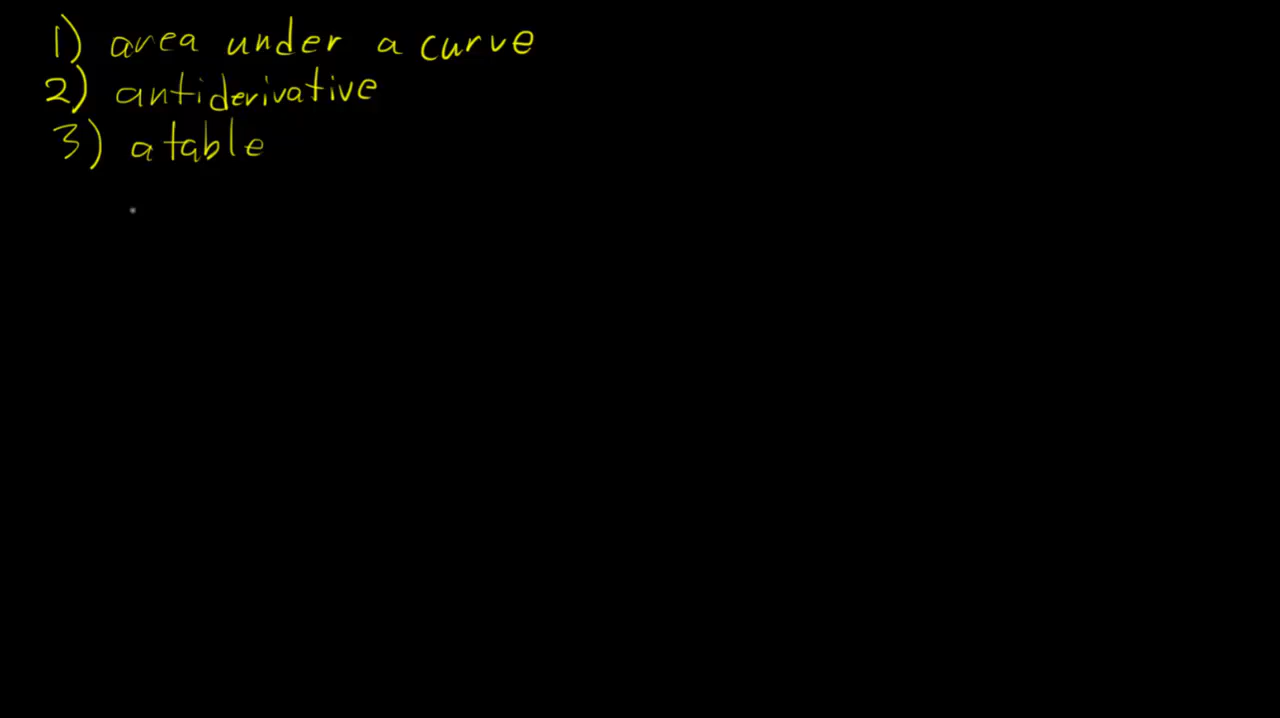 1) area under a curve
2) antiderivative
3) a table